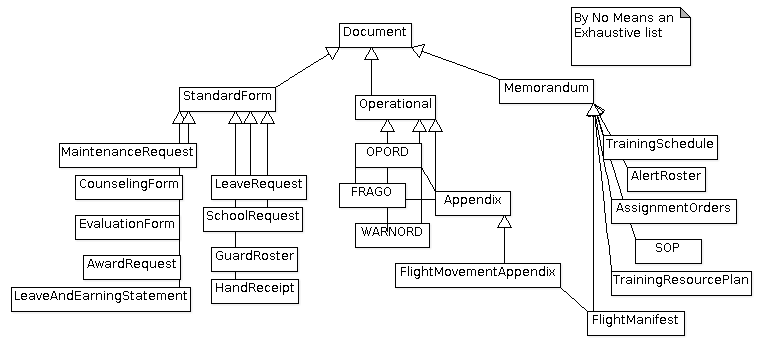 By No Means an
Exhaustive list
Document
StandardForm
Operational
Memorandum
MaintenanceRequest
OPORD
TrainingSchedule
CounselingForm
LeaveRequest
FRAGO
Appendix
AlertRoster
EvaluationForm
SchoolRequest
WARNORD
AssignmentOrders
SOP
AwardRequest
GuardRoster
FlightMovementAppendix
TrainingResourcePlan
LeaveAndEarningStatement
HandReceipt
FlightManifest